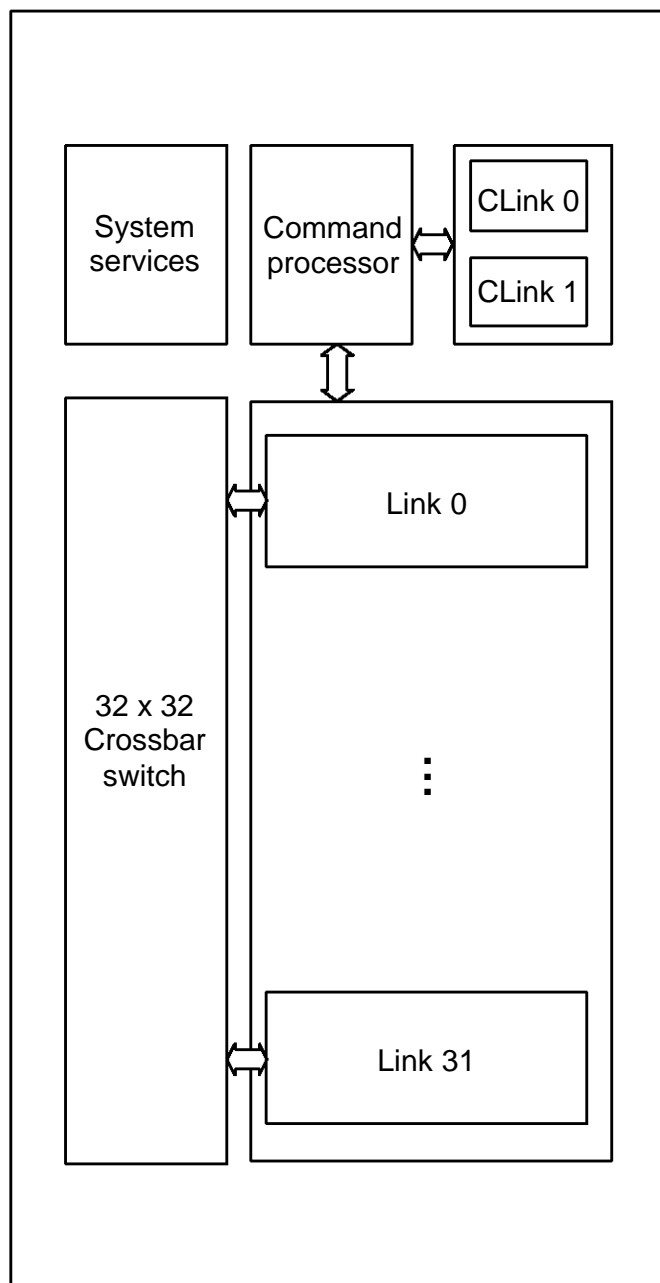 System
services
Command
processor
CLink 0
CLink 1
Link 0
32 x 32
Crossbar
switch
...
Link 31